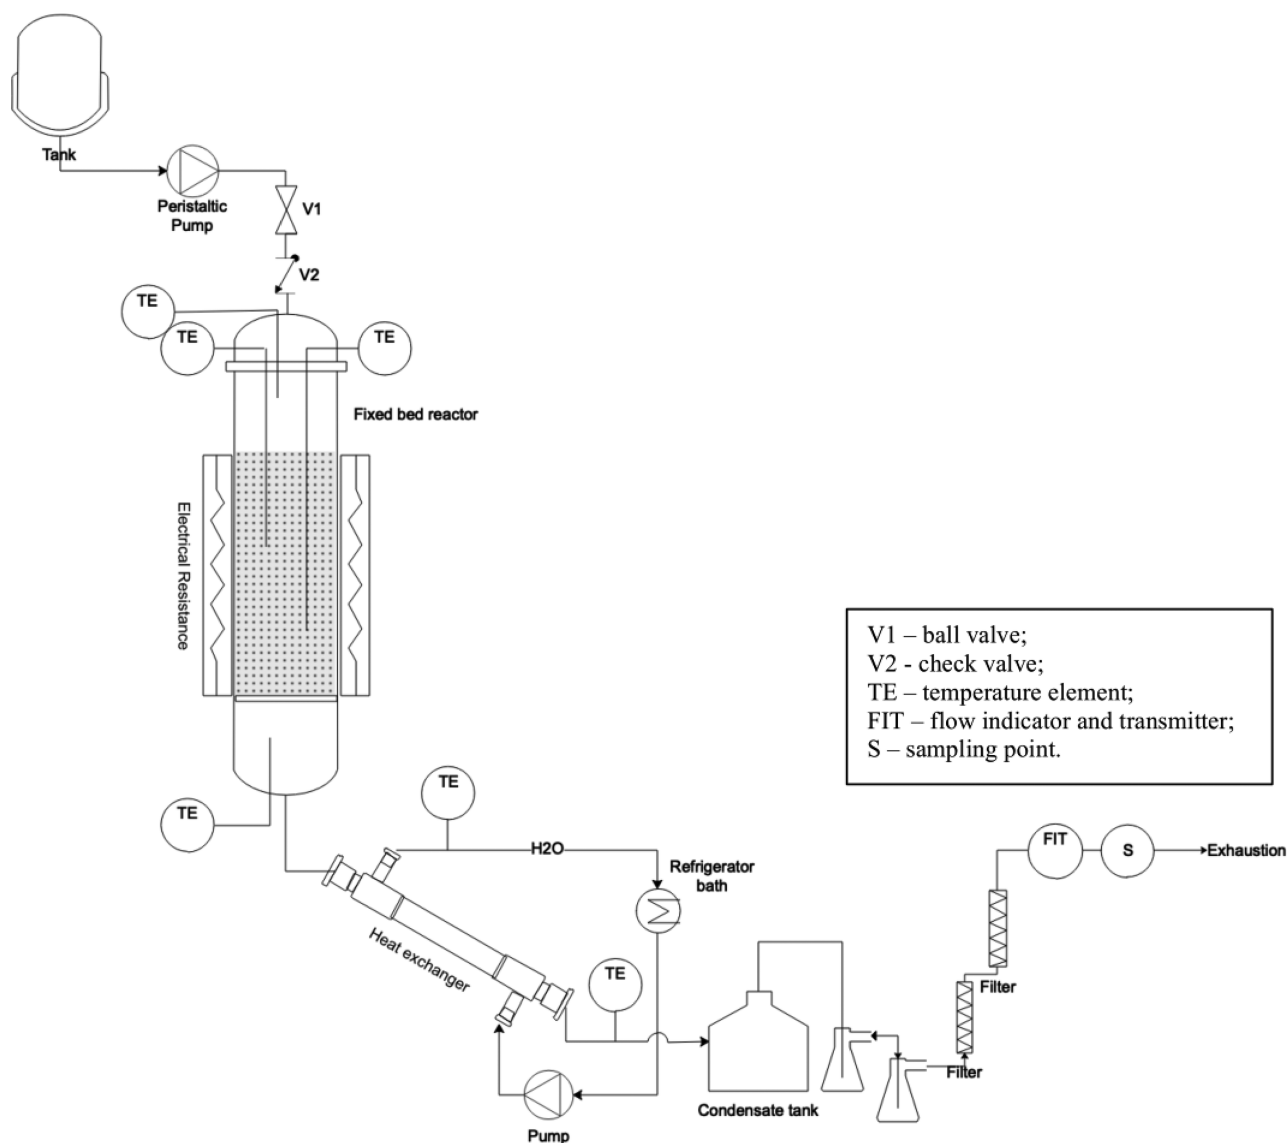 Tank
Peristaltic
Pump
V1
V2
TE
TE
TE
Fixed bed reactor
Electrical Resistance
V1 – ball valve;
V2 - check valve;
TE – temperature element;
FIT – flow indicator and transmitter;
S – sampling point.
TE
TE
H2O
Refrigerator
bath
FIT
S
Exhaustion
Heat exchanger
TE
Filter
Filter
Condensate tank
Pump